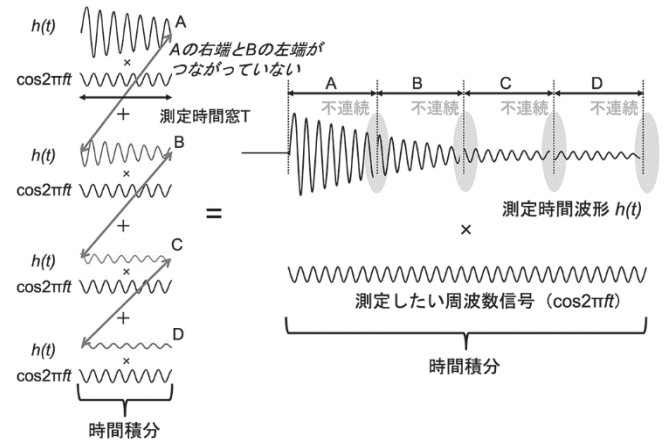 h(t)
A
×
cos2πft
Aの右端とBの左端が
つながっていない
測定時間窓T
+
h(t)
B
×
cos2πft
+
h(t)
C
×
cos2πft
+
h(t)
D
×
cos2πft
時間積分
=
A B C D
不連続 不連続 不連続 不連続
測定時間波形 h(t)
×
測定したい周波数信号（cos2πft）
時間積分